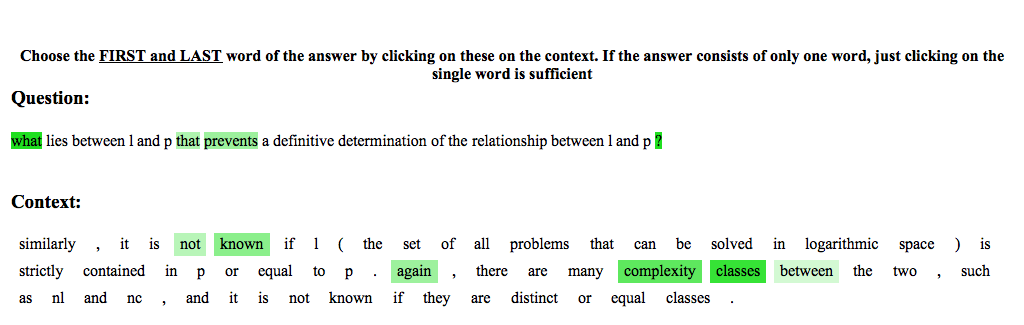 Choose the FIRST and LAST word of the answer by clicking on these on the context. If the answer consists of only one word, just clicking on the
single word is sufficient
Question:
what lies between l and p that prevents a definitive determination of the relationship between l and p ?
Context:
similarly , it is not known if l ( the set of all problems that can be solved in logarithmic space ) is
strictly contained in p or equal to p . again , there are many complexity classes between the two , such
as nl and nc , and it is not known if they are distinct or equal classes .